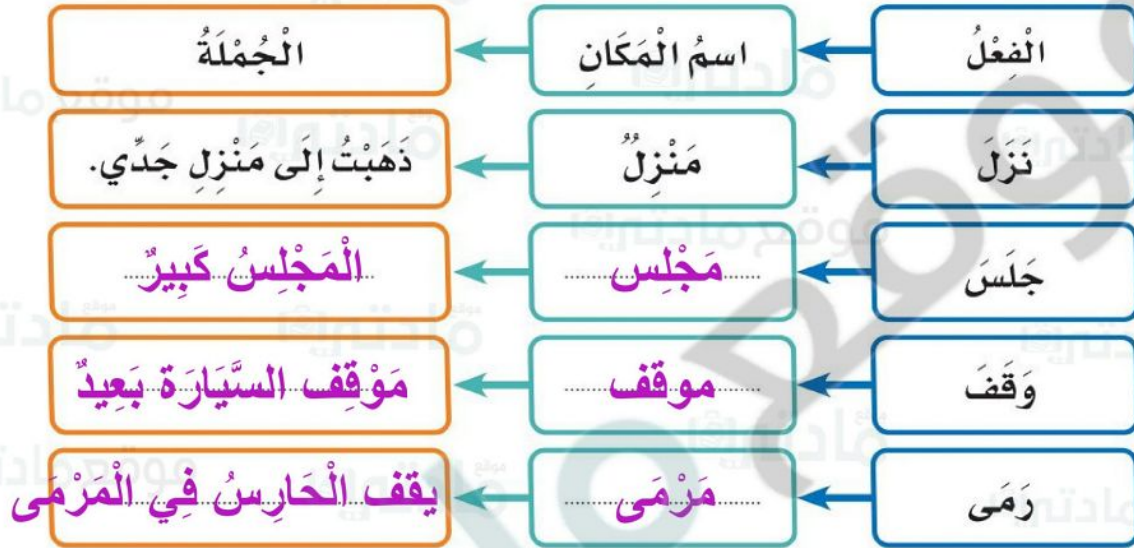 الْفِعْلُ اسمُ الْمَكَانِ الْجُمْلَةُ
نَزَلَ مَنْزِلٌ ذَهَبْتُ إِلَى مَنْزِلِ جَدِّي.
جَلَسَ مَجْلِس الْمَجْلِسُ كَبِيرٌ
وَقَفَ موقف مَوْقِف السَّيَارَة بَعِيدٌ
رَمَى مَرْمَى يقف الْحَارِسُ فِي الْمَرْمَى